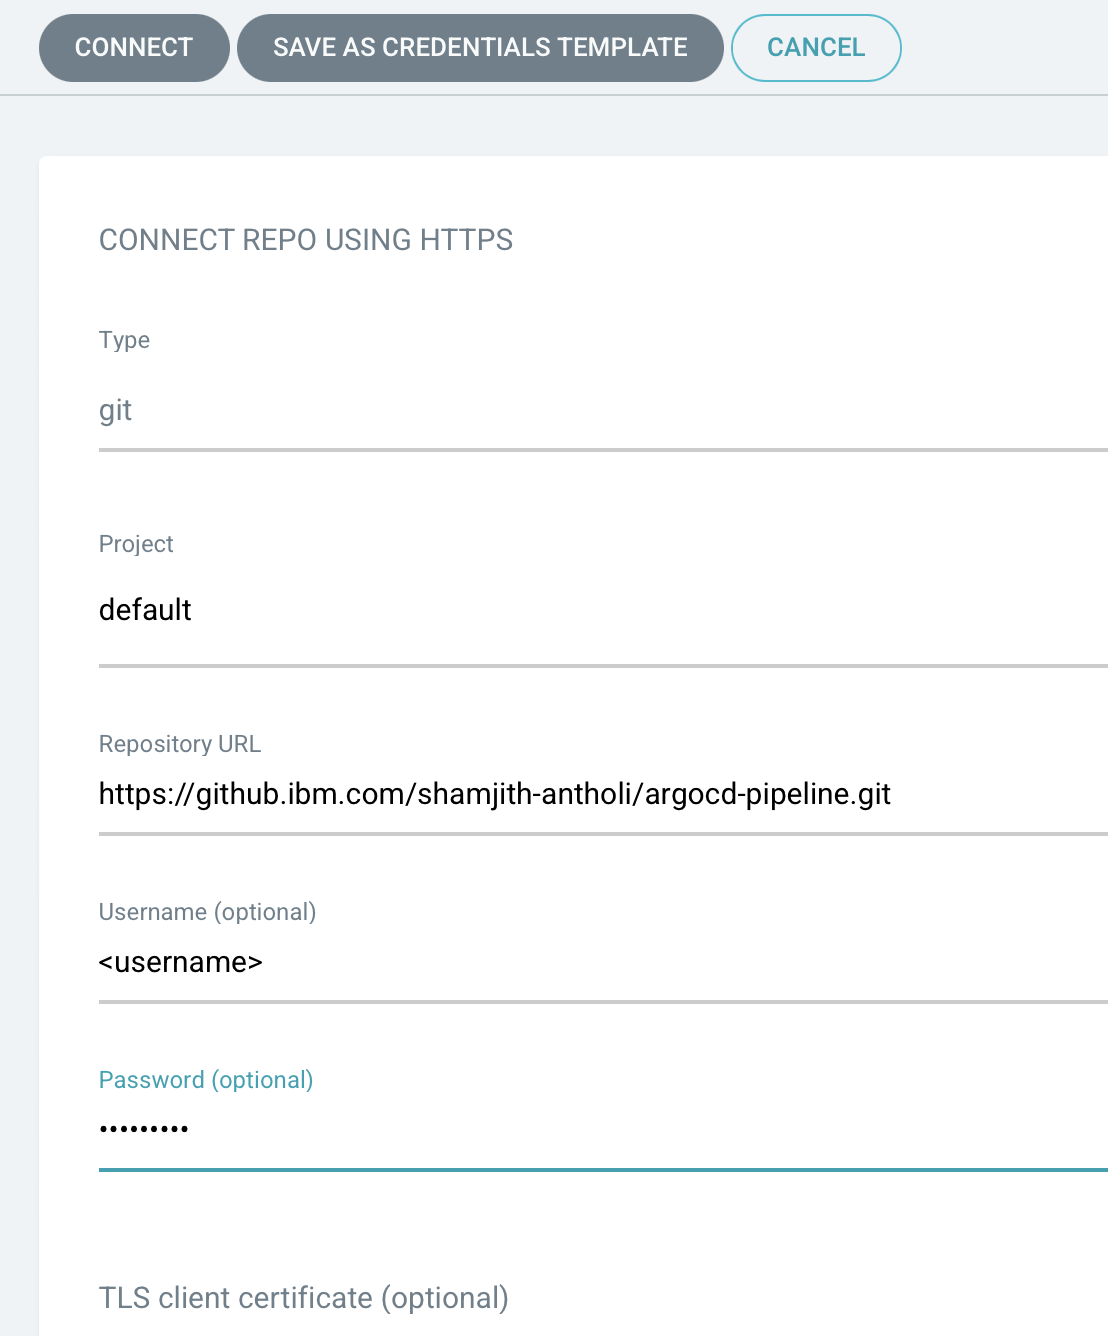 CONNECT SAVE AS CREDENTIALS TEMPLATE CANCEL
CONNECT REPO USING HTTPS
Type
git
Project
default
Repository URL
https://github.ibm.com/shamjith-antholi/argocd-pipeline.git
Username (optional)
<username>
Password (optional)
•••••••••
TLS client certificate (optional)